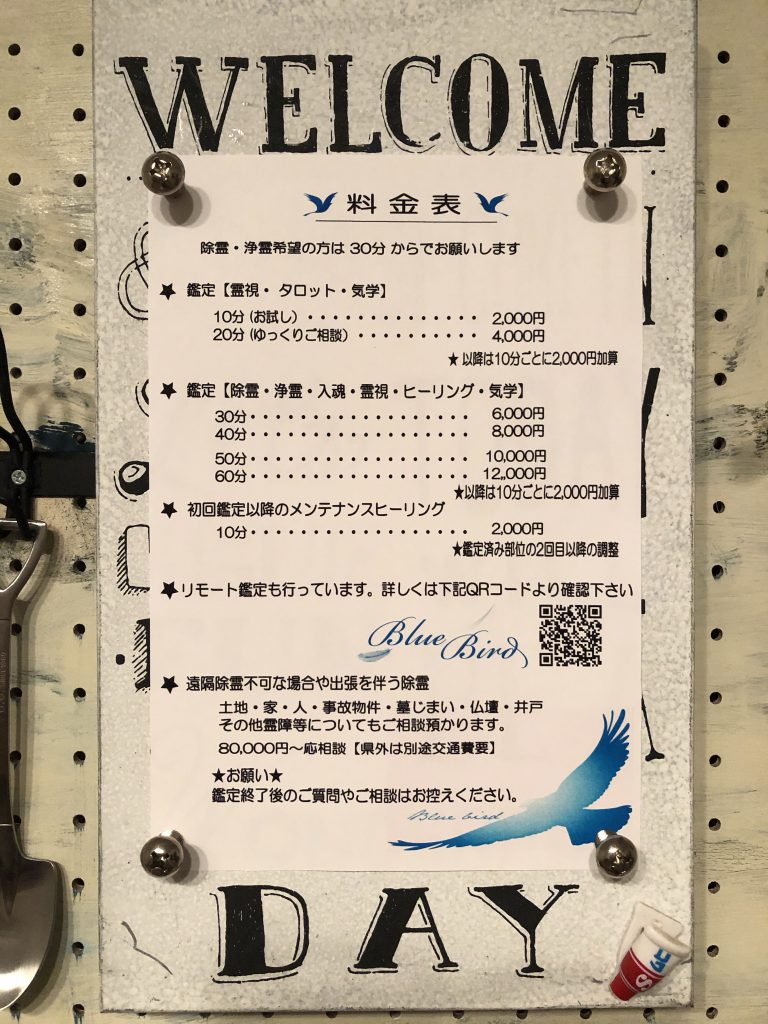 WELCOME
料金表
除霊・浄霊希望の方は 30分 からでお願いします
★ 鑑定【霊視・ タロット・気学】
10分 (お試し)・・・・・・・・・・・・・・ 2,000円
20分 (ゆっくりご相談)・・・・・・・・・・ 4,000円
★ 以降は10分ごとに2,000円加算
★ 鑑定【除霊・浄霊・入魂・霊視・ヒーリング・気学】
30分・・・・・・・・・・・・・・・・・・ 6,000円
40分・・・・・・・・・・・・・・・・・・ 8,000円
50分・・・・・・・・・・・・・・・・・・ 10,000円
60分・・・・・・・・・・・・・・・・・・ 12,,000円
★以降は10分ごとに2,000円加算
★ 初回鑑定以降のメンテナンスヒーリング
10分・・・・・・・・・・・・・・・・・・ 2,000円
★鑑定済み部位の2回目以降の調整
★リモート鑑定も行っています。詳しくは下記QRコードより確認下さい
Blue Bird
★ 遠隔除霊不可な場合や出張を伴う除霊
土地・家・人・事故物件・墓じまい・仏壇・井戸
その他霊障等についてもご相談預かります。
80,000円～応相談【県外は別途交通費要】
★お願い★
鑑定終了後のご質問やご相談はお控えください。
Blue bird
DAY